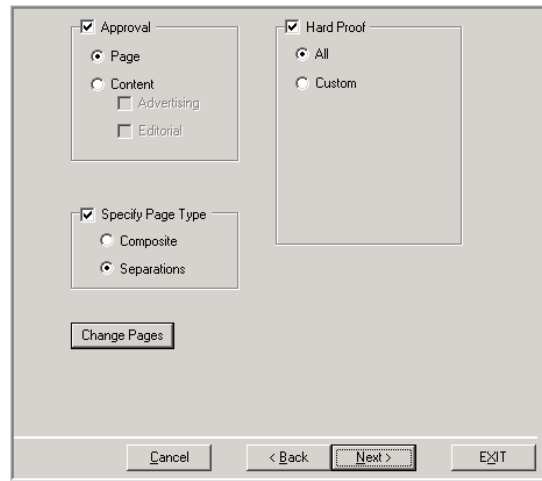 Approval
Page
Content
Advertising
Editorial
Hard Proof
All
Custom
Specify Page Type
Composite
Separations
Change Pages
Cancel
< Back
Next >
EXIT